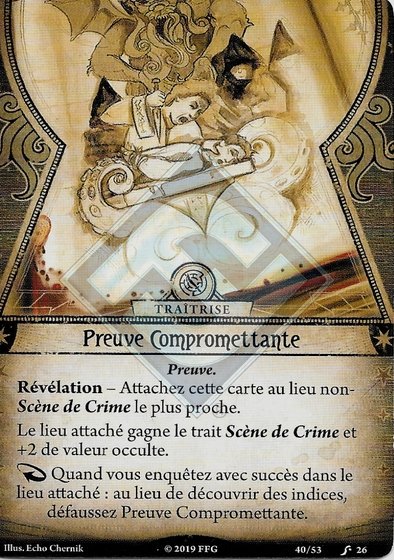 TRAÎTRISE
Preuve Compromettante
Preuve.
Révélation – Attachez cette carte au lieu non-
Scène de Crime le plus proche.
Le lieu attaché gagne le trait Scène de Crime et
+2 de valeur occulte.
Quand vous enquêtez avec succès dans le
lieu attaché : au lieu de découvrir des indices,
défaussez Preuve Compromettante.
Illus. Echo Chernik © 2019 FFG 40/53 26